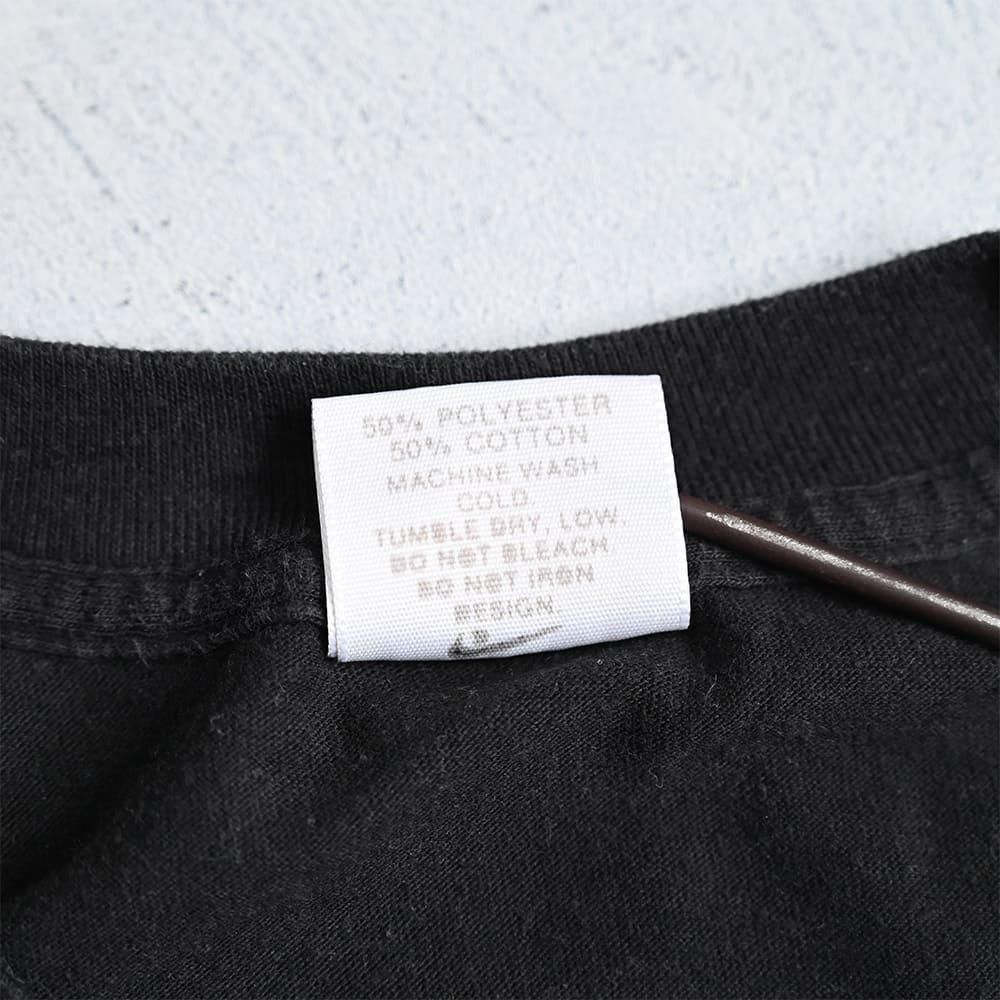 50% POLYESTER
50% COTTON
MACHINE WASH
COLD.
TUMBLE DRY, LOW.
DO NOT BLEACH.
DO NOT IRON
DESIGN.